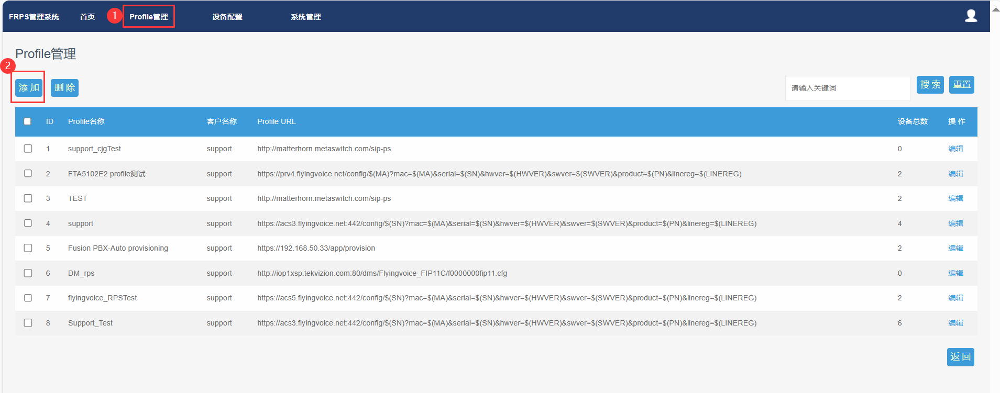 FRPS管理系统 首页 1 Profile管理 设备配置 系统管理
Profile管理
2
添 加 删 除 请输入关键词 搜 索 重置
ID Profile名称 客户名称 Profile URL 设备总数 操 作
1 support_cjgTest support http://matterhorn.metaswitch.com/sip-ps 0 编辑
2 FTA5102E2 profile测试 support https://prv4.flyingvoice.net/config/$(MA)?mac=$(MA)&serial=$(SN)&hwver=$(HWVER)&swver=$(SWVER)&product=$(PN)&linereg=$(LINEREG) 2 编辑
3 TEST support http://matterhorn.metaswitch.com/sip-ps 2 编辑
4 support support https://acs3.flyingvoice.net:442/config/$(SN)?mac=$(MA)&serial=$(SN)&hwver=$(HWVER)&swver=$(SWVER)&product=$(PN)&linereg=$(LINEREG) 4 编辑
5 Fusion PBX-Auto provisioning support https://192.168.50.33/app/provision 2 编辑
6 DM_rps support http://iop1xsp.tekvizion.com:80/dms/Flyingvoice_FIP11C/f0000000fip11.cfg 0 编辑
7 flyingvoice_RPSTest support https://acs5.flyingvoice.net:442/config/$(SN)?mac=$(MA)&serial=$(SN)&hwver=$(HWVER)&swver=$(SWVER)&product=$(PN)&linereg=$(LINEREG) 2 编辑
8 Support_Test support https://acs3.flyingvoice.net:442/config/$(SN)?mac=$(MA)&serial=$(SN)&hwver=$(HWVER)&swver=$(SWVER)&product=$(PN)&linereg=$(LINEREG) 6 编辑
返 回